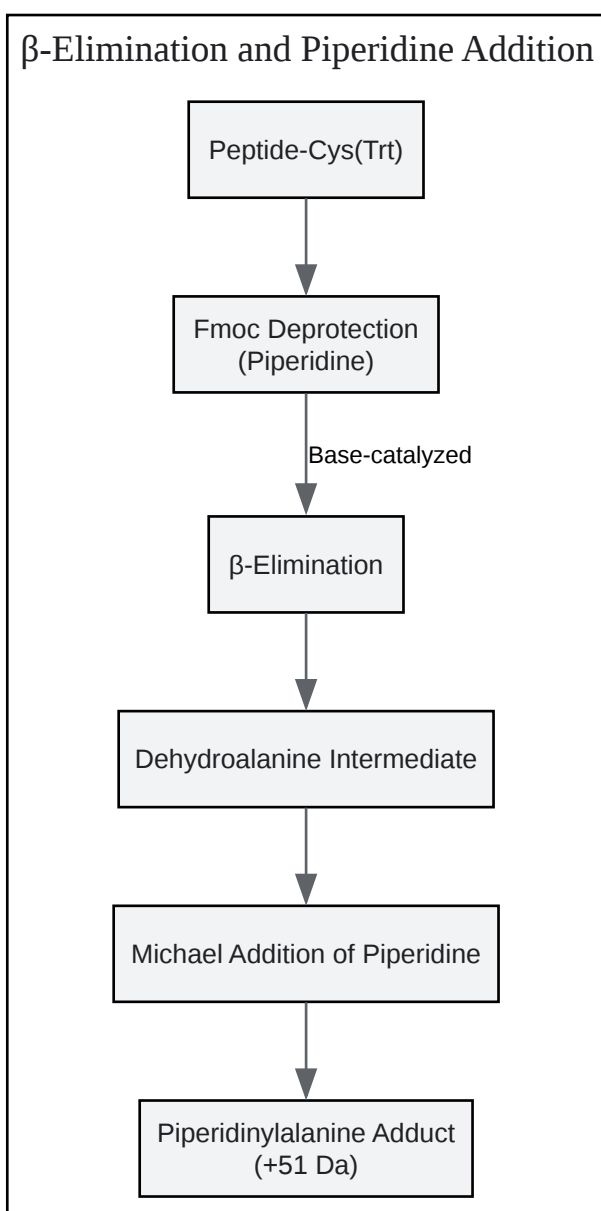 β-Elimination and Piperidine Addition
Peptide-Cys(Trt)
Fmoc Deprotection
(Piperidine)
Base-catalyzed
β-Elimination
Dehydroalanine Intermediate
Michael Addition of Piperidine
Piperidinylalanine Adduct
(+51 Da)